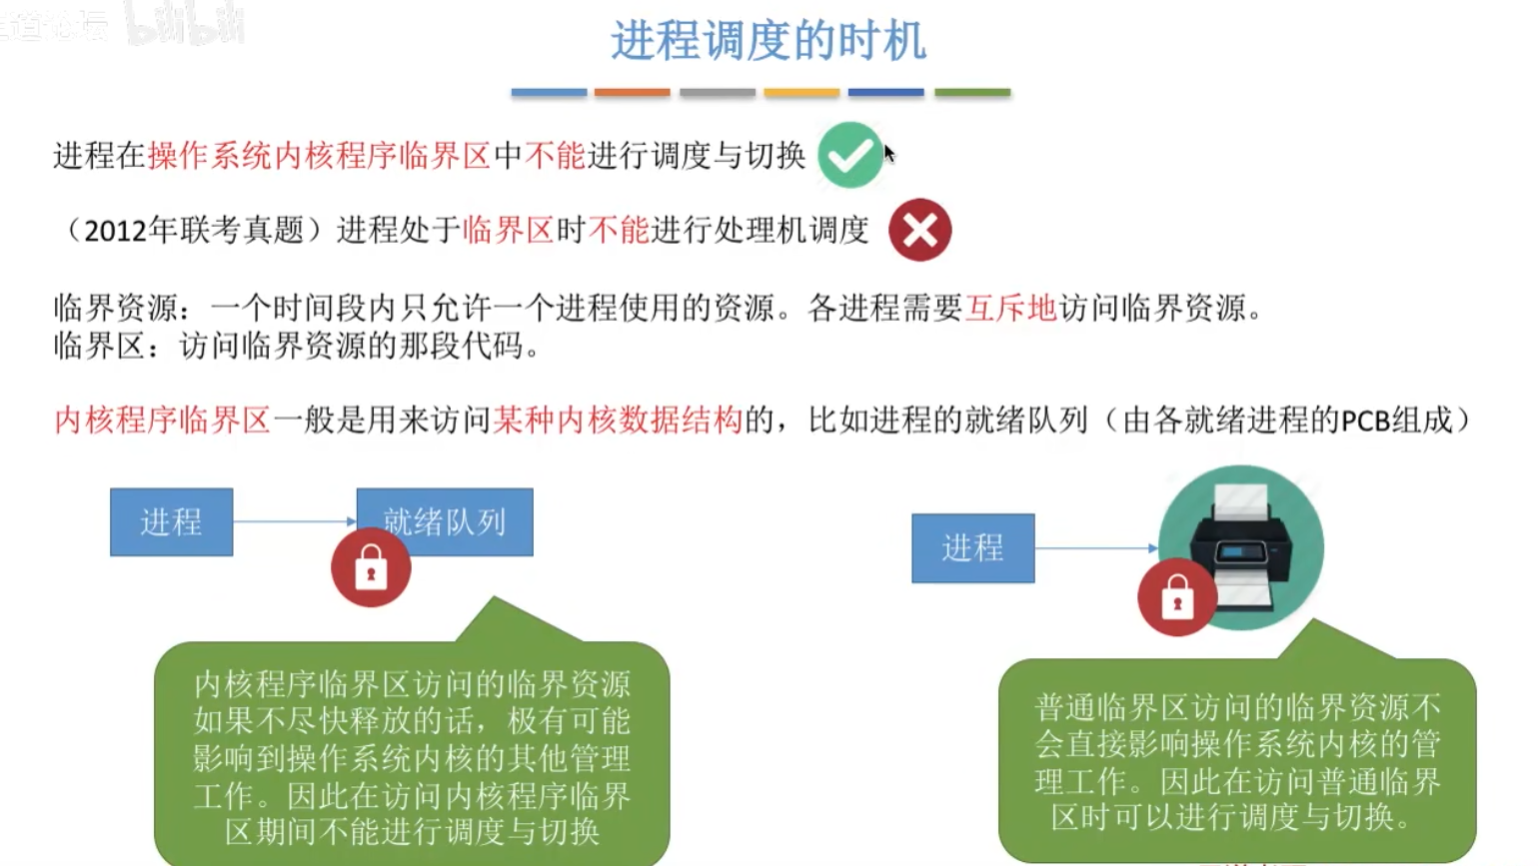 bilibili
进程调度的时机
进程在操作系统内核程序临界区中不能进行调度与切换
（2012年联考真题）进程处于临界区时不能进行处理机调度
临界资源：一个时间段内只允许一个进程使用的资源。各进程需要互斥地访问临界资源。
临界区：访问临界资源的那段代码。
内核程序临界区一般是用来访问某种内核数据结构的，比如进程的就绪队列（由各就绪进程的PCB组成）
进程
就绪队列
进程
内核程序临界区访问的临界资源
如果不尽快释放的话，极有可能
影响到操作系统内核的其他管理
工作。因此在访问内核程序临界
区期间不能进行调度与切换
普通临界区访问的临界资源不
会直接影响操作系统内核的管
理工作。因此在访问普通临界
区时可以进行调度与切换。